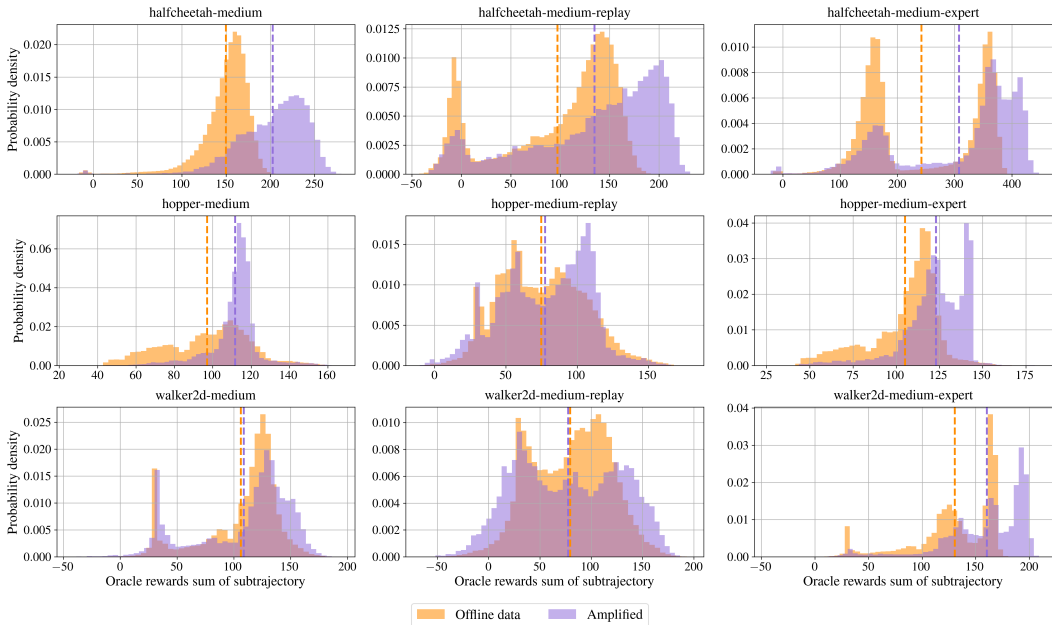 halfcheetah-medium
halfcheetah-medium-replay
halfcheetah-medium-expert
Probability density
0.020
0.015
0.010
0.005
0.000
0 50 100 150 200 250
0.0125
0.0100
0.0075
0.0050
0.0025
0.0000
−50 0 50 100 150 200
0.010
0.008
0.006
0.004
0.002
0.000
0 100 200 300 400
hopper-medium
hopper-medium-replay
hopper-medium-expert
Probability density
0.06
0.04
0.02
0.00
20 40 60 80 100 120 140 160
0.015
0.010
0.005
0.000
0 50 100 150
0.04
0.03
0.02
0.01
0.00
25 50 75 100 125 150 175
walker2d-medium
walker2d-medium-replay
walker2d-medium-expert
Probability density
0.025
0.020
0.015
0.010
0.005
0.000
−50 0 50 100 150 200
Oracle rewards sum of subtrajectory
0.010
0.008
0.006
0.004
0.002
0.000
−50 0 50 100 150 200
Oracle rewards sum of subtrajectory
0.04
0.03
0.02
0.01
0.00
−50 0 50 100 150 200
Oracle rewards sum of subtrajectory
Offline data
Amplified